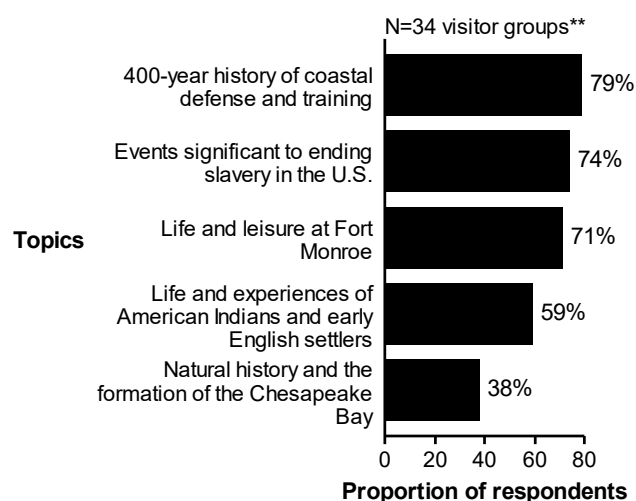 N=34 visitor groups**
400-year history of coastal
defense and training
79%
Events significant to ending
slavery in the U.S.
74%
Topics
Life and leisure at Fort
Monroe
71%
Life and experiences of
American Indians and early
English settlers
59%
Natural history and the
formation of the Chesapeake
Bay
38%
0 20 40 60 80
Proportion of respondents